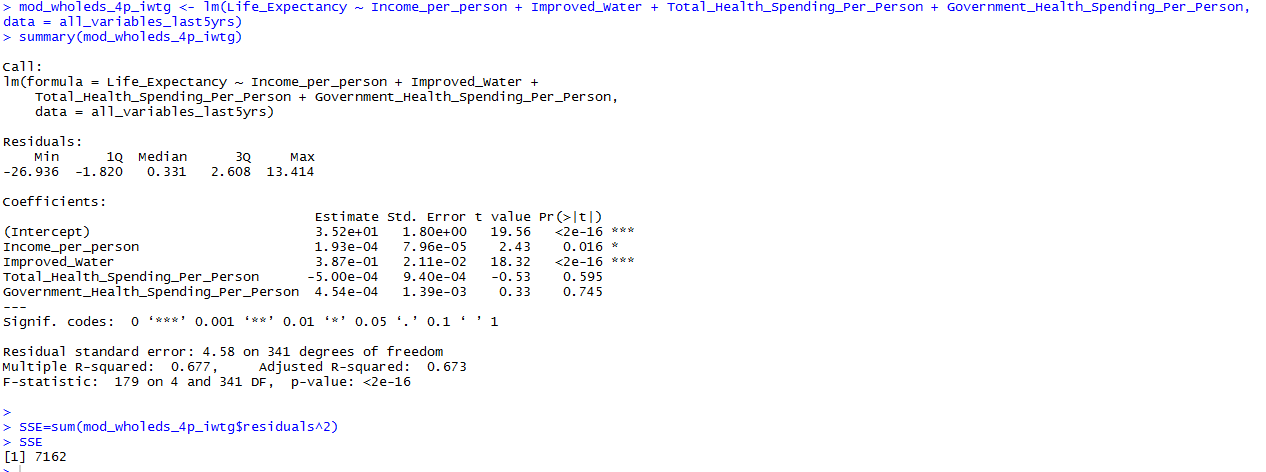 > mod_wholeds_4p_iwtg <- lm(Life_Expectancy ~ Income_per_person + Improved_Water + Total_Health_Spending_Per_Person + Government_Health_Spending_Per_Person,
data = all_variables_last5yrs)
> summary(mod_wholeds_4p_iwtg)

Call:
lm(formula = Life_Expectancy ~ Income_per_person + Improved_Water +
    Total_Health_Spending_Per_Person + Government_Health_Spending_Per_Person,
    data = all_variables_last5yrs)

Residuals:
    Min      1Q  Median      3Q     Max
-26.936  -1.820   0.331   2.608  13.414

Coefficients:
                                       Estimate Std. Error t value Pr(>|t|)
(Intercept)                            3.52e+01   1.80e+00   19.56   <2e-16 ***
Income_per_person                      1.93e-04   7.96e-05    2.43    0.016 *
Improved_Water                         3.87e-01   2.11e-02   18.32   <2e-16 ***
Total_Health_Spending_Per_Person      -5.00e-04   9.40e-04   -0.53    0.595
Government_Health_Spending_Per_Person  4.54e-04   1.39e-03    0.33    0.745
---
Signif. codes:  0 ‘***’ 0.001 ‘**’ 0.01 ‘*’ 0.05 ‘.’ 0.1 ‘ ’ 1

Residual standard error: 4.58 on 341 degrees of freedom
Multiple R-squared:  0.677,     Adjusted R-squared:  0.673
F-statistic:  179 on 4 and 341 DF,  p-value: <2e-16

>
> SSE=sum(mod_wholeds_4p_iwtg$residuals^2)
> SSE
[1] 7162
>